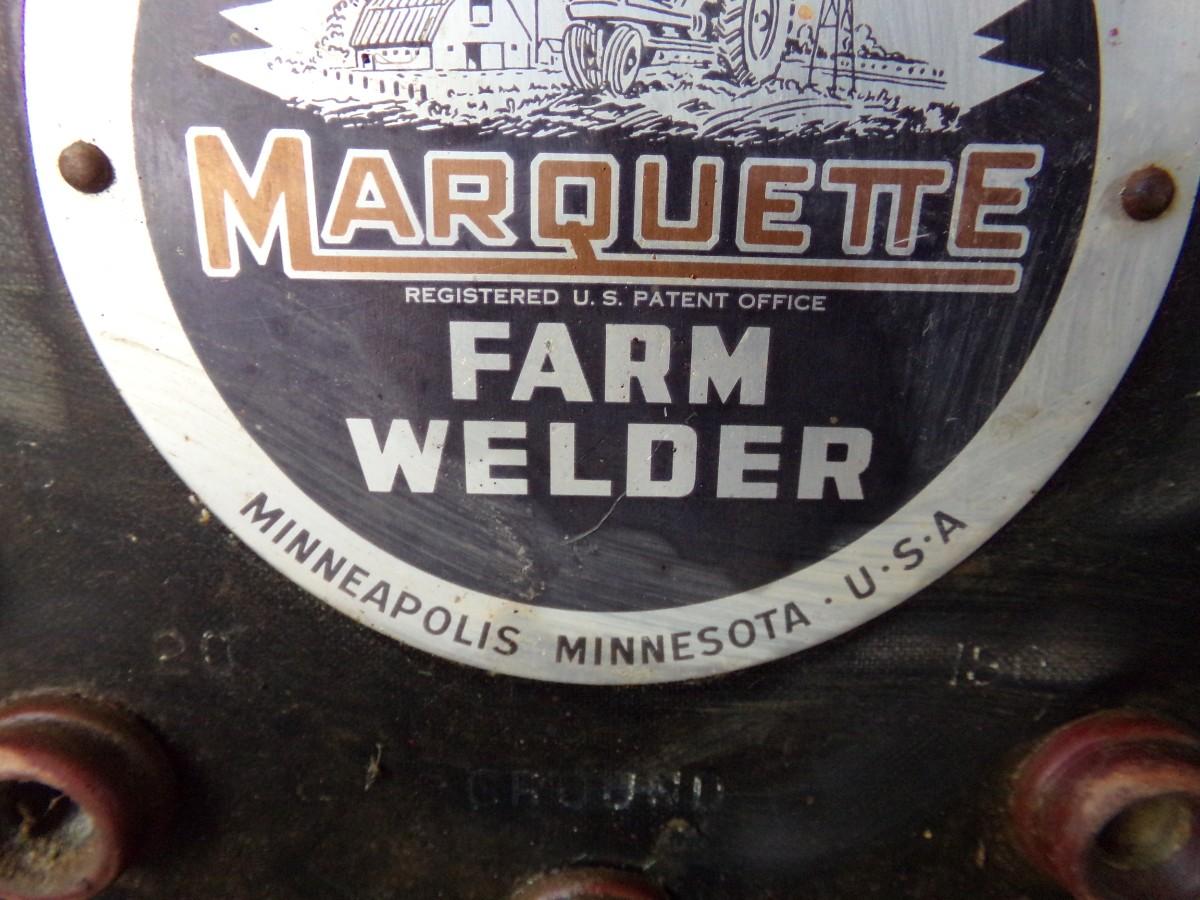 MARQUETTE
REGISTERED U. S. PATENT OFFICE
FARM
WELDER
MINNEAPOLIS MINNESOTA · U·S·A
GROUND